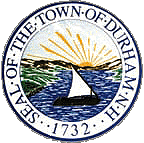 SEAL OF THE TOWN OF DURHAM, N.H.
· 1732 ·